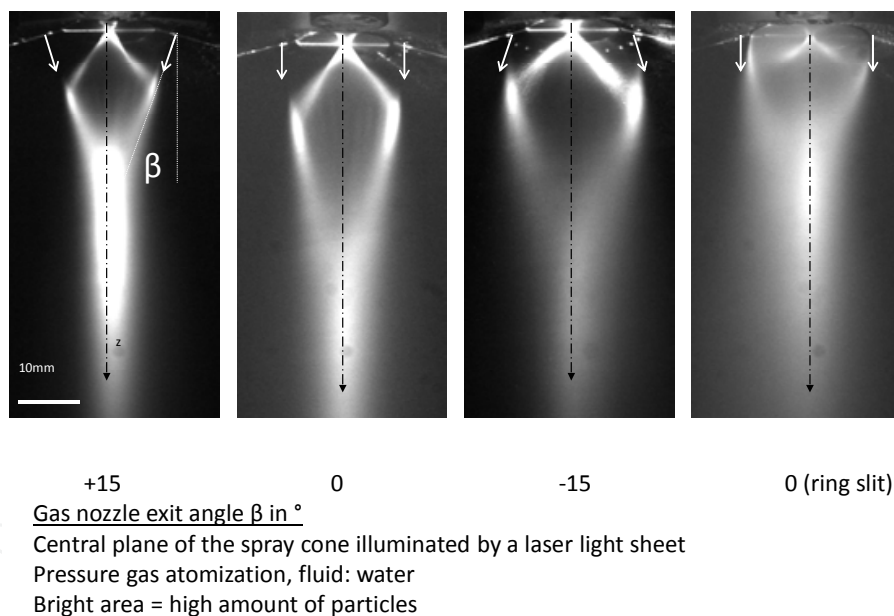 β
z
10mm
+15 0 -15 0 (ring slit)
Gas nozzle exit angle β in °
Central plane of the spray cone illuminated by a laser light sheet
Pressure gas atomization, fluid: water
Bright area = high amount of particles